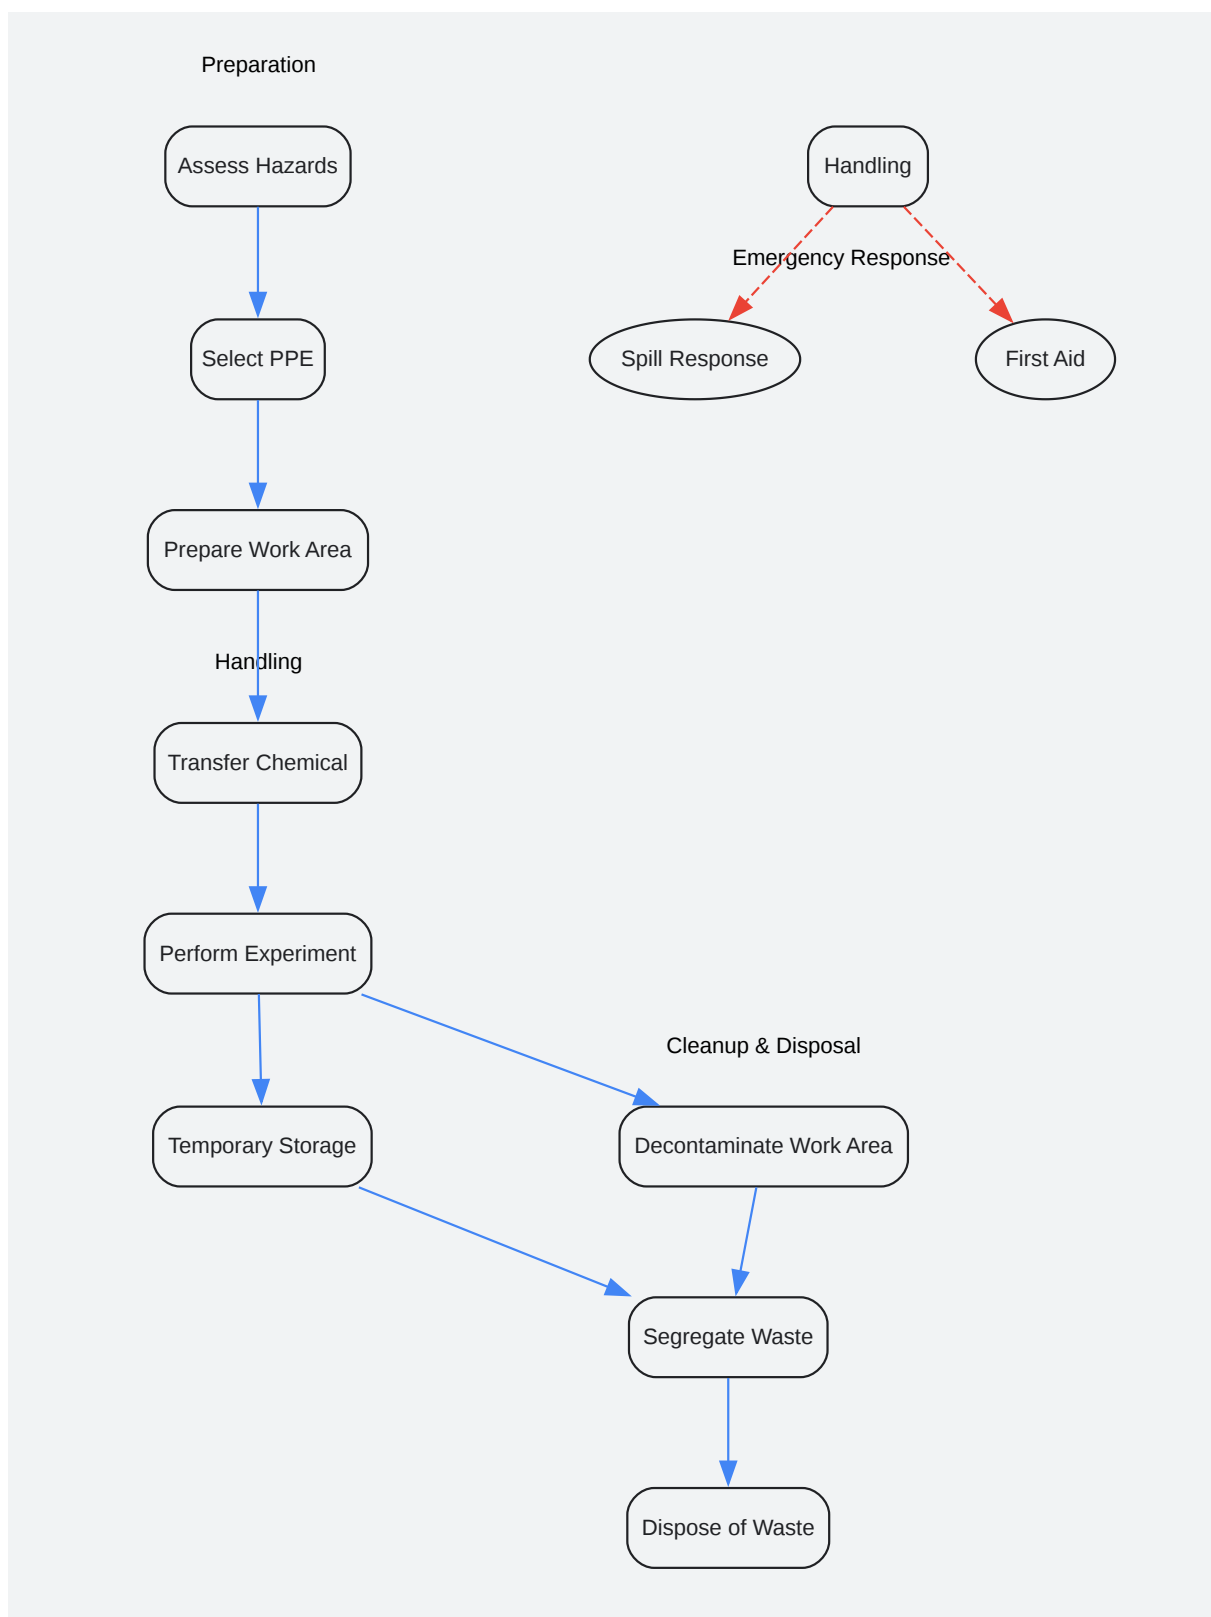 Preparation
Assess Hazards
Handling
Emergency Response
Select PPE
Spill Response
First Aid
Prepare Work Area
Handling
Transfer Chemical
Perform Experiment
Cleanup & Disposal
Temporary Storage
Decontaminate Work Area
Segregate Waste
Dispose of Waste